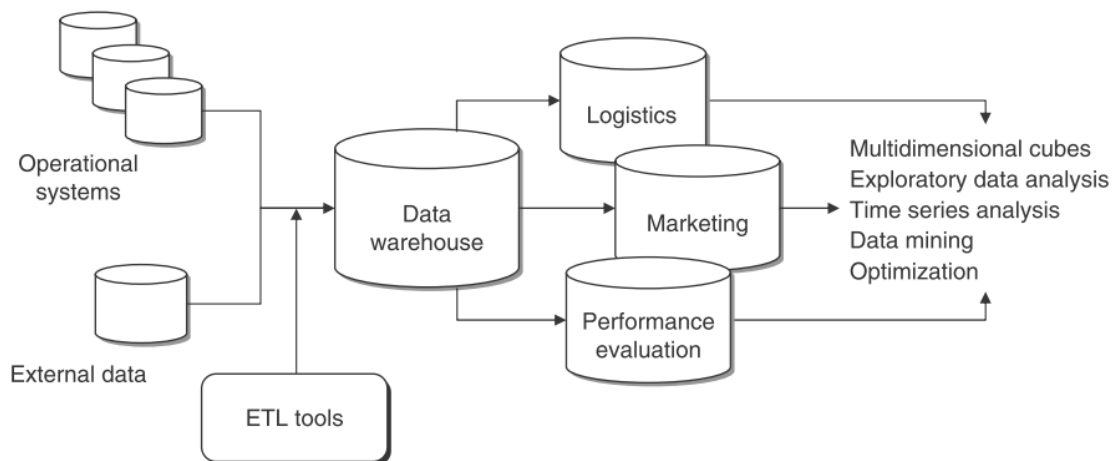 Operational
systems
External data
ETL tools
Data
warehouse
Logistics
Marketing
Performance
evaluation
Multidimensional cubes
Exploratory data analysis
Time series analysis
Data mining
Optimization